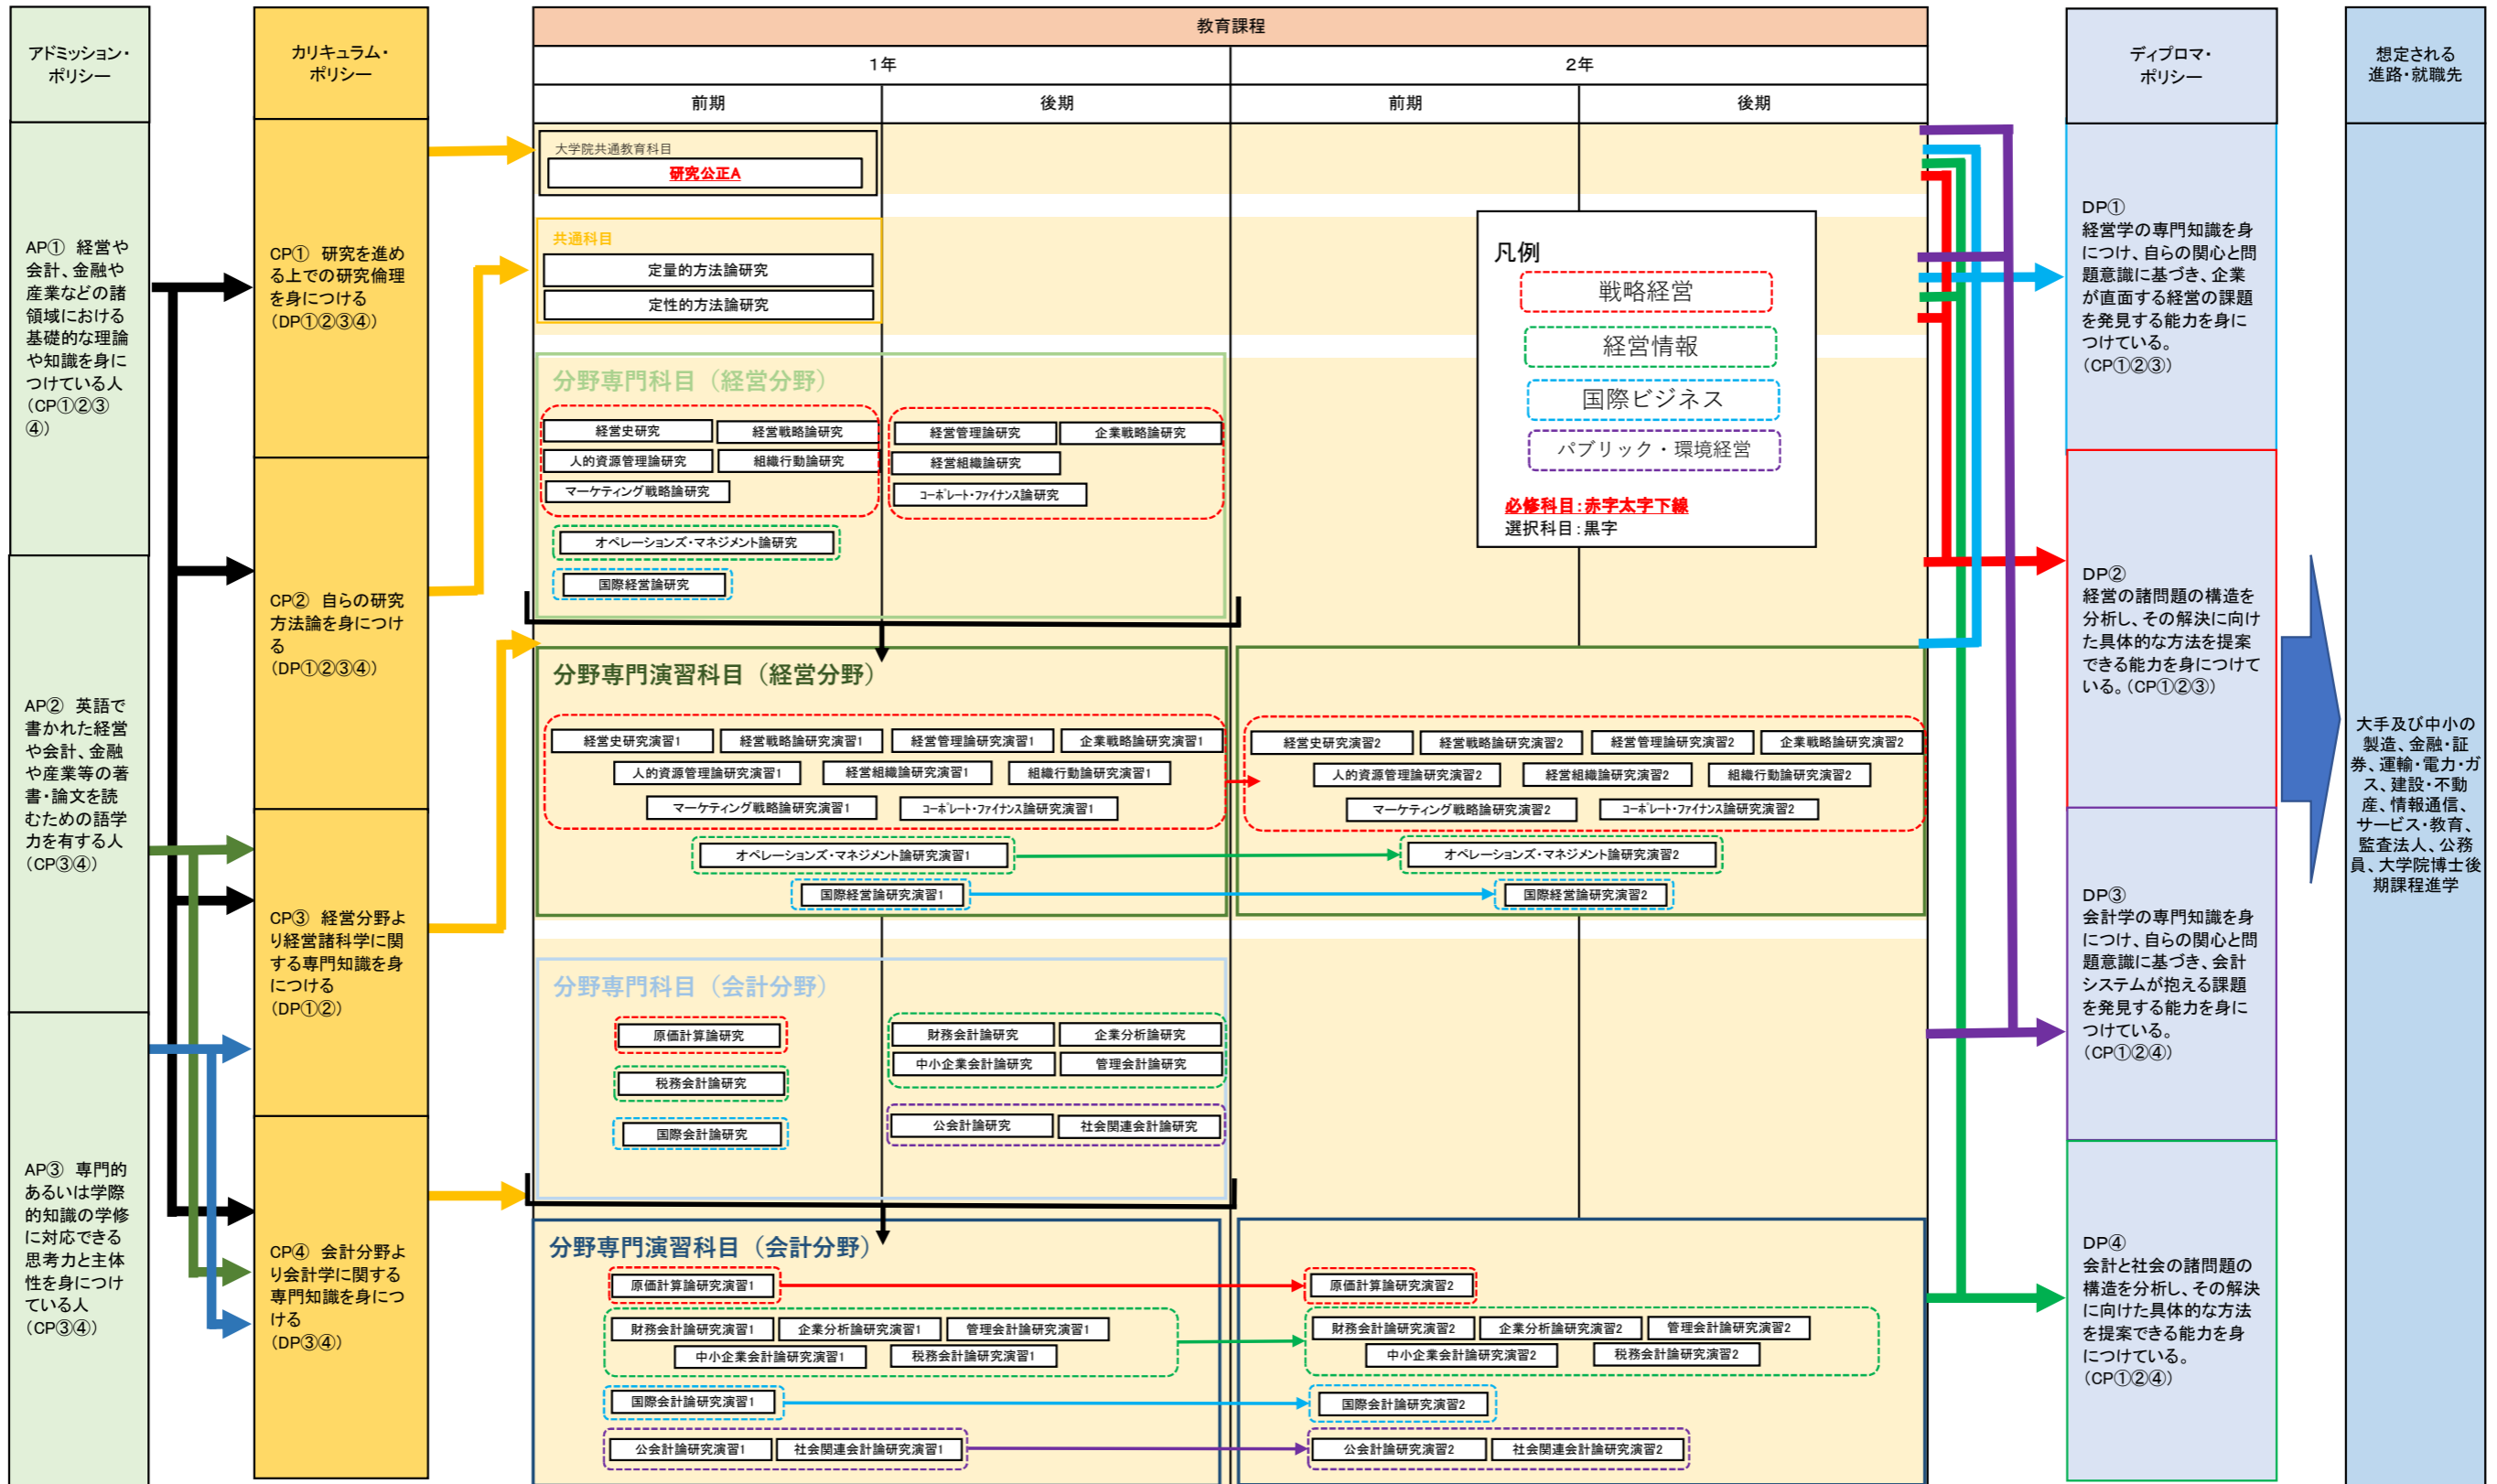 アドミッション・
ポリシー
AP① 経営や
会計、金融や
産業などの諸
領域における
基礎的な理論
や知識を身に
つけている人
（CP①②③
④）
AP② 英語で
書かれた経営
や会計、金融
や産業等の著
書・論文を読
むための語学
力を有する人
（CP③④）
AP③ 専門的
あるいは学際
的知識の学修
に対応できる
思考力と主体
性を身につけ
ている人
（CP③④）
カリキュラム・
ポリシー
CP① 研究を進め
る上での研究倫理
を身につける
（DP①②③④）
CP② 自らの研究
方法論を身につけ
る
（DP①②③④）
CP③ 経営分野よ
り経営諸科学に関
する専門知識を身
につける
（DP①②）
CP④ 会計分野よ
り会計学に関する
専門知識を身につ
ける
（DP③④）
教育課程
1年
2年
前期
後期
前期
後期
大学院共通教育科目
研究公正A
共通科目
定量的方法論研究
定性的方法論研究
凡例
戦略経営
経営情報
国際ビジネス
パブリック・環境経営
必修科目：赤字太字下線
選択科目：黒字
分野専門科目（経営分野）
経営史研究
経営戦略論研究
経営管理論研究
企業戦略論研究
人的資源管理論研究
組織行動論研究
経営組織論研究
マーケティング戦略論研究
コーポレート・ファイナンス論研究
オペレーションズ・マネジメント論研究
国際経営論研究
分野専門演習科目（経営分野）
経営史研究演習1
経営戦略論研究演習1
経営管理論研究演習1
企業戦略論研究演習1
人的資源管理論研究演習1
経営組織論研究演習1
組織行動論研究演習1
マーケティング戦略論研究演習1
コーポレート・ファイナンス論研究演習1
オペレーションズ・マネジメント論研究演習1
国際経営論研究演習1
経営史研究演習2
経営戦略論研究演習2
経営管理論研究演習2
企業戦略論研究演習2
人的資源管理論研究演習2
経営組織論研究演習2
組織行動論研究演習2
マーケティング戦略論研究演習2
コーポレート・ファイナンス論研究演習2
オペレーションズ・マネジメント論研究演習2
国際経営論研究演習2
分野専門科目（会計分野）
原価計算論研究
財務会計論研究
企業分析論研究
中小企業会計論研究
管理会計論研究
税務会計論研究
国際会計論研究
公会計論研究
社会関連会計論研究
分野専門演習科目（会計分野）
原価計算論研究演習1
財務会計論研究演習1
企業分析論研究演習1
管理会計論研究演習1
中小企業会計論研究演習1
税務会計論研究演習1
国際会計論研究演習1
公会計論研究演習1
社会関連会計論研究演習1
原価計算論研究演習2
財務会計論研究演習2
企業分析論研究演習2
管理会計論研究演習2
中小企業会計論研究演習2
税務会計論研究演習2
国際会計論研究演習2
公会計論研究演習2
社会関連会計論研究演習2
ディプロマ・
ポリシー
DP①
経営学の専門知識を身
につけ、自らの関心と問
題意識に基づき、企業
が直面する経営の課題
を発見する能力を身に
つけている。
（CP①②③）
DP②
経営の諸問題の構造を
分析し、その解決に向け
た具体的な方法を提案
できる能力を身につけて
いる。（CP①②③）
DP③
会計学の専門知識を身
につけ、自らの関心と問
題意識に基づき、会計
システムが抱える課題
を発見する能力を身に
つけている。
（CP①②④）
DP④
会計と社会の諸問題の
構造を分析し、その解決
に向けた具体的な方法
を提案できる能力を身
につけている。
（CP①②④）
想定される
進路・就職先
大手及び中小の
製造、金融・証
券、運輸・電力・ガ
ス、建設・不動
産、情報通信、
サービス・教育、
監査法人、公務
員、大学院博士後
期課程進学